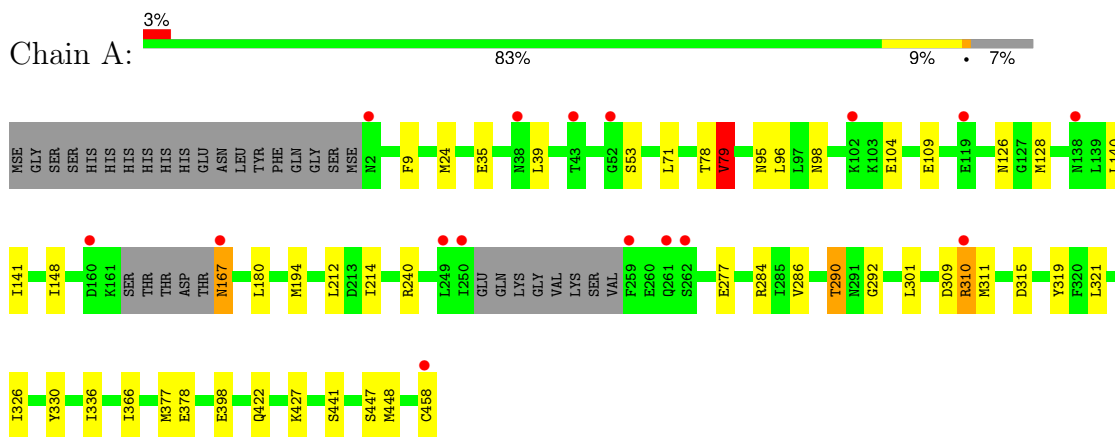 3%
Chain A:
83% 9% • 7%
MSE GLY SER SER HIS HIS HIS HIS HIS HIS GLU ASN LEU TYR PHE GLN GLY SER MSE N2 F9 M24 E35 N38 L39 T43 G52 S53 L71 T78 V79 N95 L96 L97 N98 K102 K103 E104 E109 E119 N126 G127 M128 N138 L139 L140
I141 I148 D160 K161 SER THR THR ASP THR N167 L180 M194 L212 D213 I214 R240 L249 I250 GLU GLN LYS GLY VAL LYS SER VAL F259 E260 Q261 S262 E277 R284 I285 V286 T290 N291 G292 L301 D309 R310 M311 D315 Y319 F320 L321
I326 Y330 I336 I366 M377 E378 E398 Q422 K427 S441 S447 M448 C458